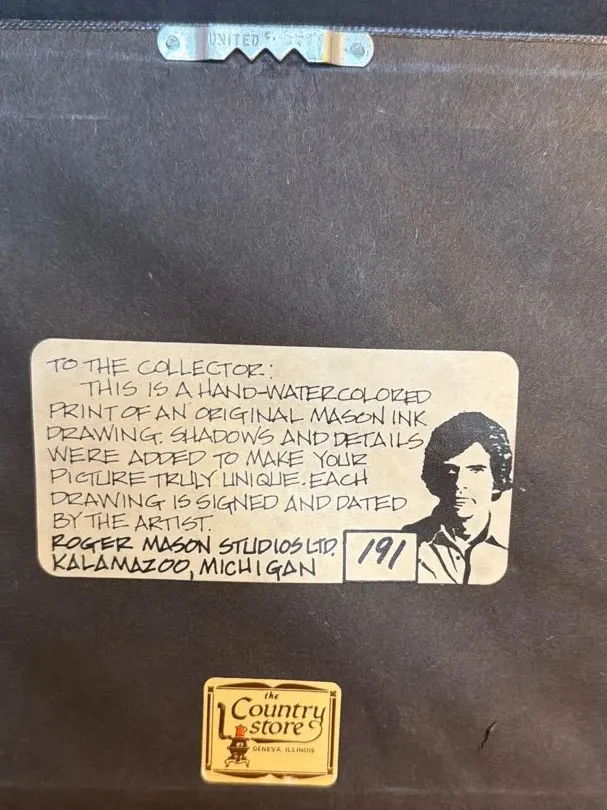 UNITED
TO THE COLLECTOR:
THIS IS A HAND-WATERCOLORED
PRINT OF AN ORIGINAL MASON INK
DRAWING. SHADOWS AND DETAILS
WERE ADDED TO MAKE YOUR
PICTURE TRULY UNIQUE. EACH
DRAWING IS SIGNED AND DATED
BY THE ARTIST.
ROGER MASON STUDIOS LTD.
KALAMAZOO, MICHIGAN
191
the
Country
store
GENEVA, ILLINOIS